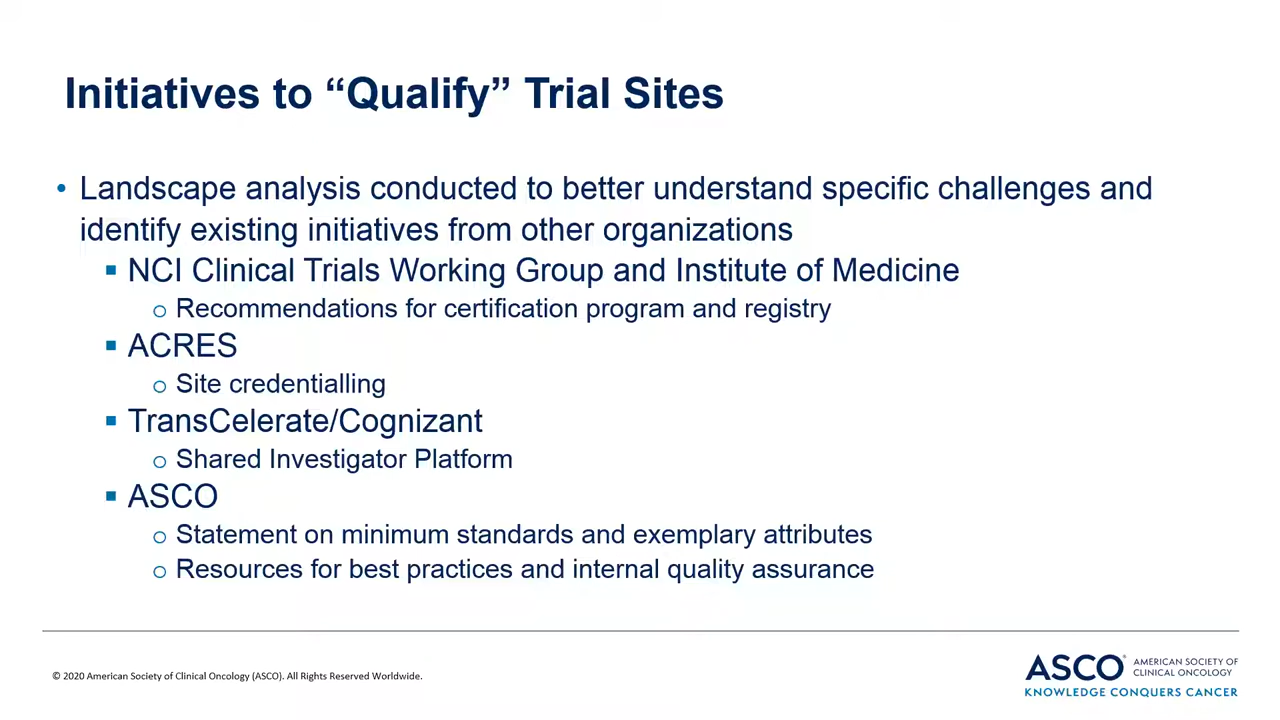 Initiatives to “Qualify” Trial Sites
• Landscape analysis conducted to better understand specific challenges and
identify existing initiatives from other organizations
▪ NCI Clinical Trials Working Group and Institute of Medicine
o Recommendations for certification program and registry
▪ ACRES
o Site credentialling
▪ TransCelerate/Cognizant
o Shared Investigator Platform
▪ ASCO
o Statement on minimum standards and exemplary attributes
o Resources for best practices and internal quality assurance
© 2020 American Society of Clinical Oncology (ASCO). All Rights Reserved Worldwide.
ASCO® AMERICAN SOCIETY OF
CLINICAL ONCOLOGY
KNOWLEDGE CONQUERS CANCER